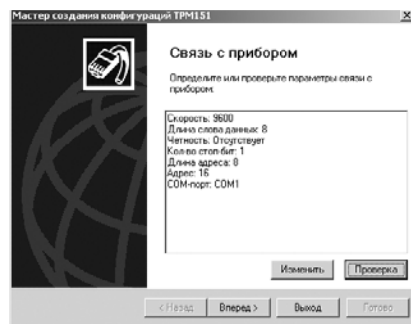 Мастер создания конфигураций ТРМ151
Связь с прибором
Определите или проверьте параметры связи с
прибором.
Скорость: 9600
Длина слова данных: 8
Четность: Отсутствует
Кол-во стоп-бит: 1
Длина адреса: 8
Адрес: 16
COM-порт: COM1
Изменить
Проверка
< Назад
Вперед >
Выход
Готово